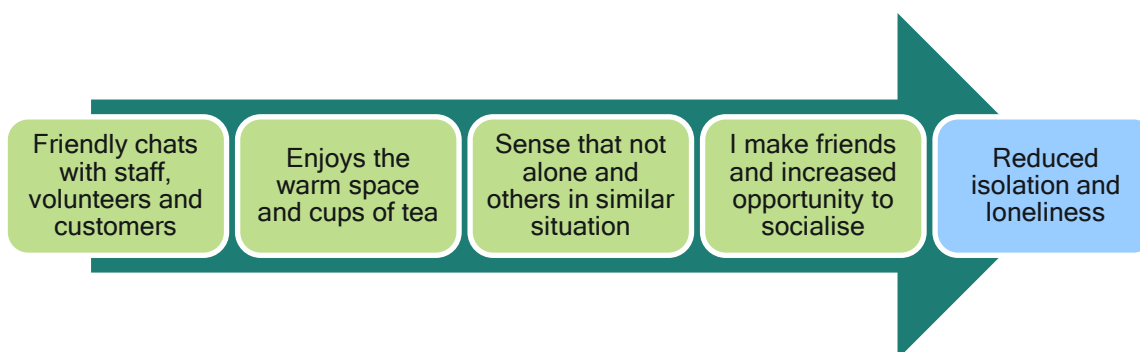 Friendly chats
with staff,
volunteers and
customers
Enjoys the
warm space
and cups of tea
Sense that not
alone and
others in similar
situation
I make friends
and increased
opportunity to
socialise
Reduced
isolation and
loneliness